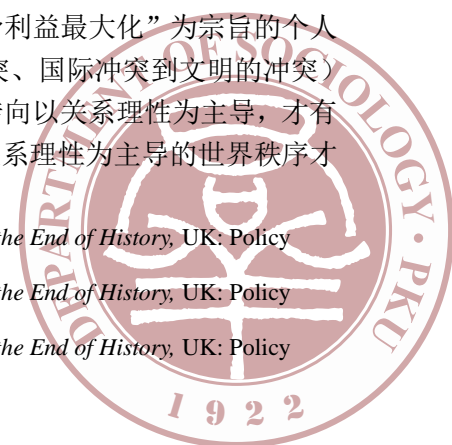 利益最大化”为宗旨的个人
突、国际冲突到文明的冲突）
向以关系理性为主导，才有
系理性为主导的世界秩序才
the End of History, UK: Policy
the End of History, UK: Policy
the End of History, UK: Policy
DEPARTMENT OF SOCIOLOGY · PKU
1922